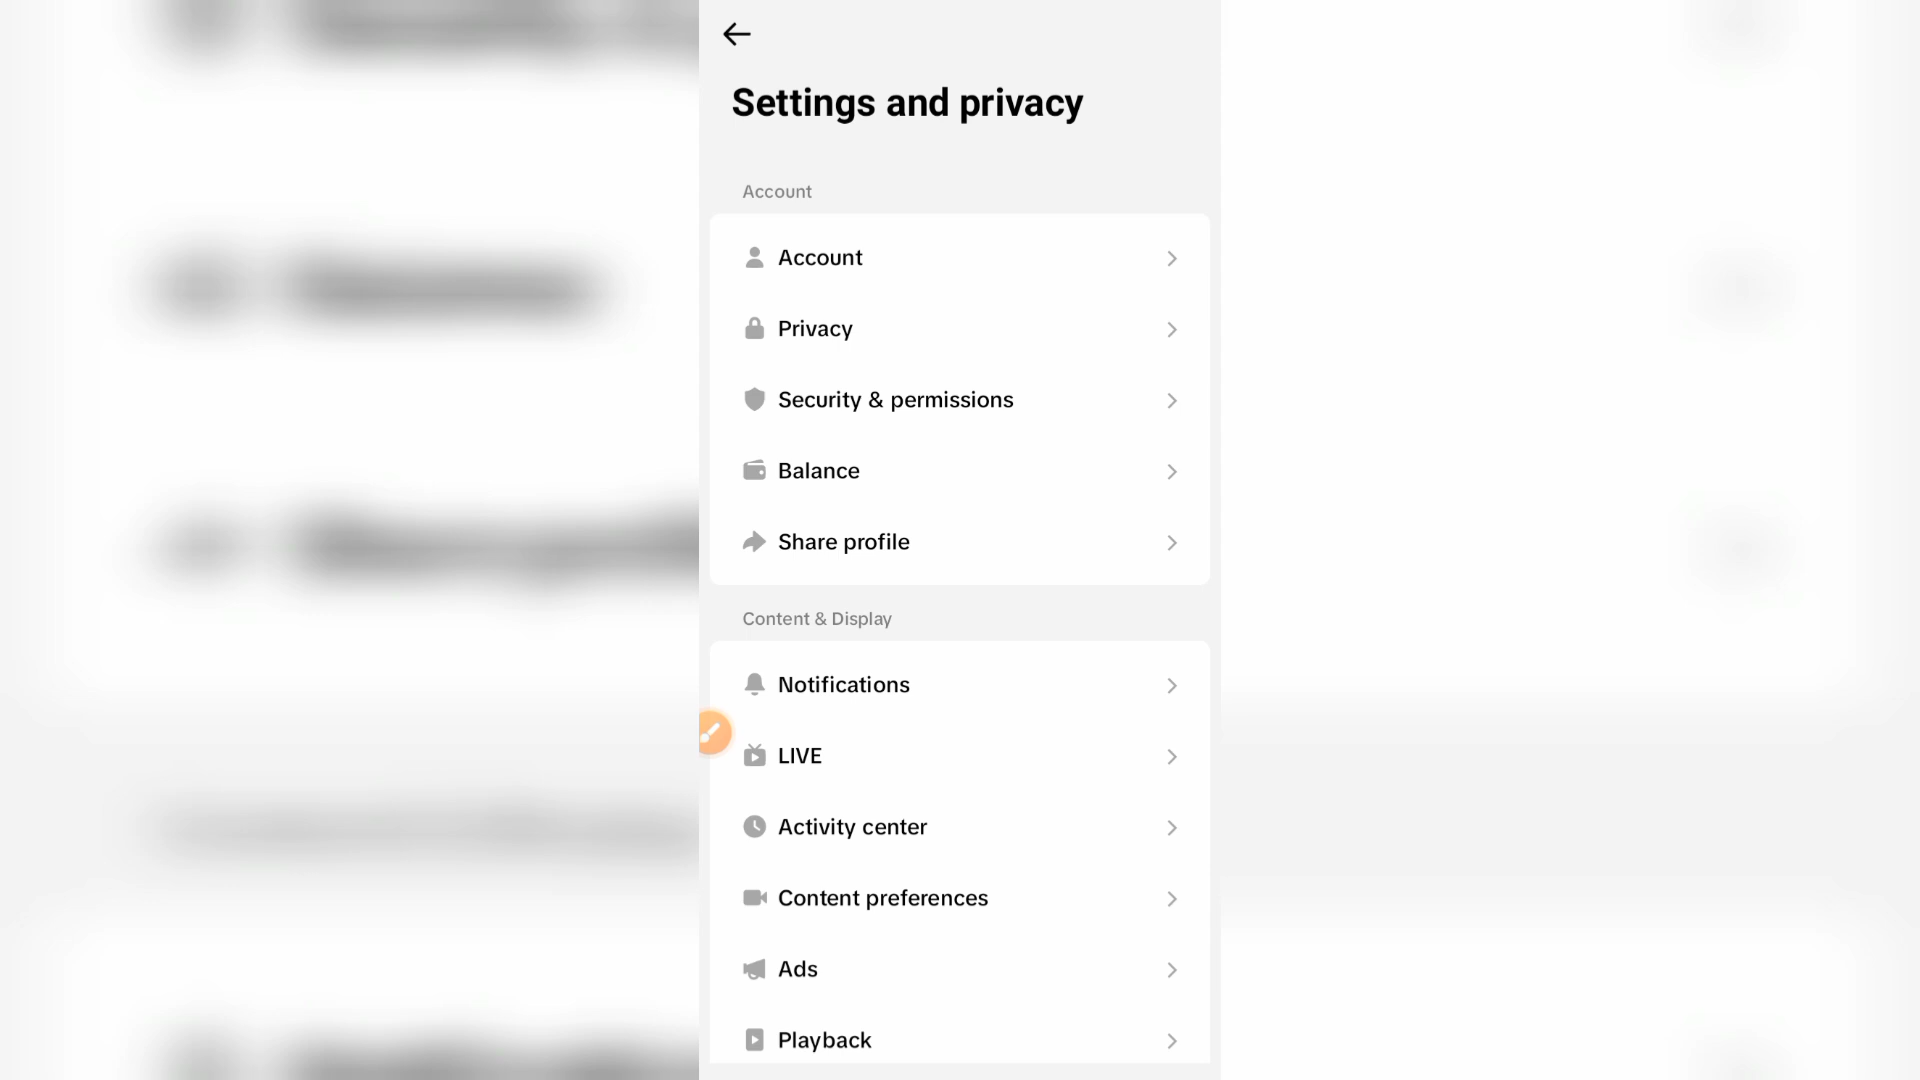 Settings and privacy
Account
Account
Privacy
Security & permissions
Balance
Share profile
Content & Display
Notifications
LIVE
Activity center
Content preferences
Ads
Playback